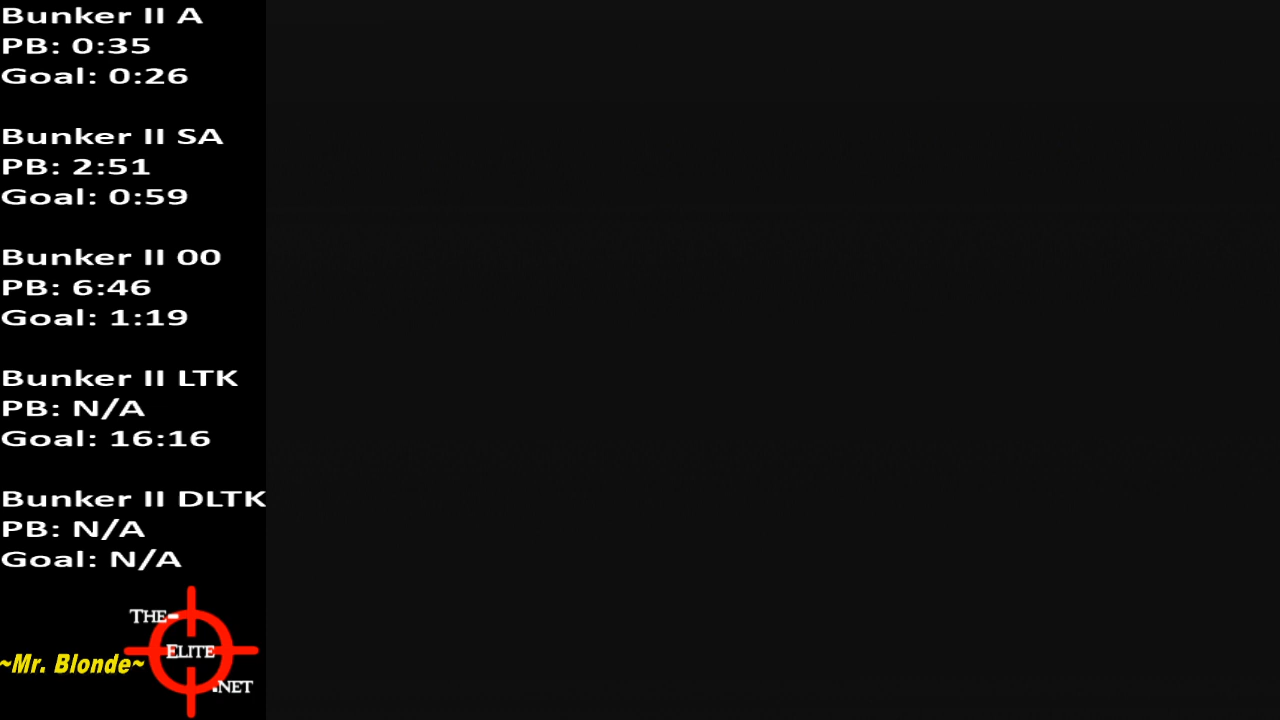 Bunker II A
PB: 0:35
Goal: 0:26
Bunker II SA
PB: 2:51
Goal: 0:59
Bunker II 00
PB: 6:46
Goal: 1:19
Bunker II LTK
PB: N/A
Goal: 16:16
Bunker II DLTK
PB: N/A
Goal: N/A
THE-
ELITE
.NET
~Mr. Blonde~